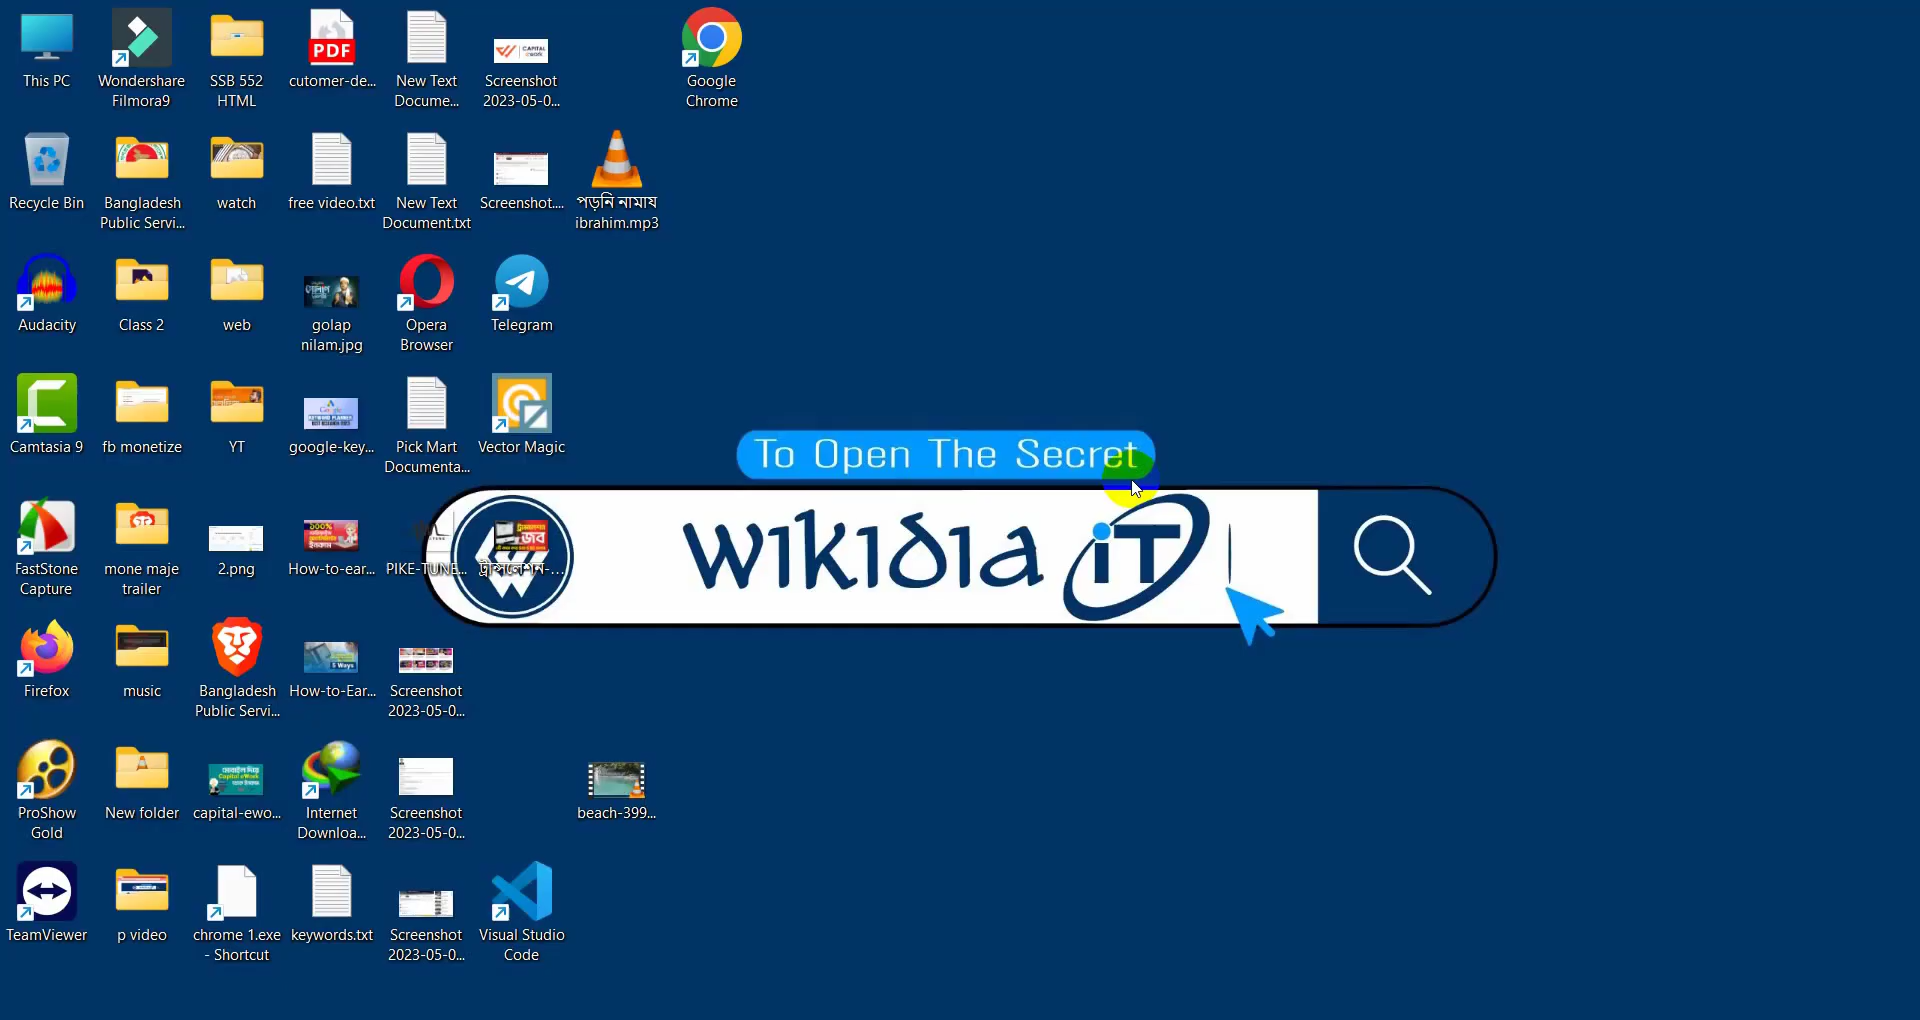 This PC
Wondershare
Filmora9
SSB 552
HTML
PDF
cutomer-de...
New Text
Docume...
CAPITAL
Screenshot
2023-05-0...
Google
Chrome
Recycle Bin
Bangladesh
Public Servi...
watch
free video.txt
New Text
Document.txt
Screenshot....
পড়নি নামায
ibrahim.mp3
Audacity
Class 2
web
golap
nilam.jpg
Opera
Browser
Telegram
Camtasia 9
fb monetize
YT
google-key...
Pick Mart
Documenta...
Vector Magic
To Open The Secret
wikidia iT
FastStone
Capture
mone maje
trailer
2.png
How-to-ear...
PIKE-TUNE...
ট্রান্সলেশন-...
Firefox
music
Bangladesh
Public Servi...
5 Ways
How-to-Ear...
Screenshot
2023-05-0...
ProShow
Gold
New folder
capital-ewo...
Internet
Downloa...
Screenshot
2023-05-0...
beach-399...
TeamViewer
p video
chrome 1.exe
- Shortcut
keywords.txt
Screenshot
2023-05-0...
Visual Studio
Code